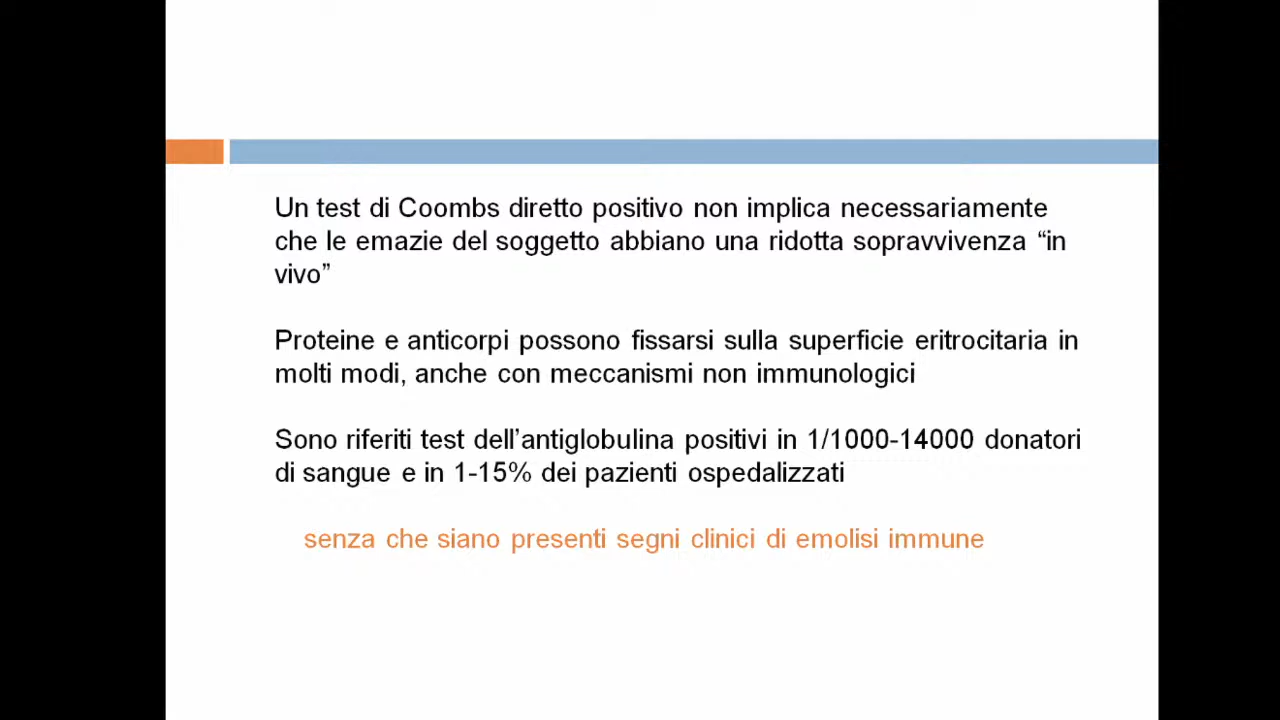 Un test di Coombs diretto positivo non implica necessariamente
che le emazie del soggetto abbiano una ridotta sopravvivenza “in
vivo”
Proteine e anticorpi possono fissarsi sulla superficie eritrocitaria in
molti modi, anche con meccanismi non immunologici
Sono riferiti test dell’antiglobulina positivi in 1/1000-14000 donatori
di sangue e in 1-15% dei pazienti ospedalizzati
senza che siano presenti segni clinici di emolisi immune